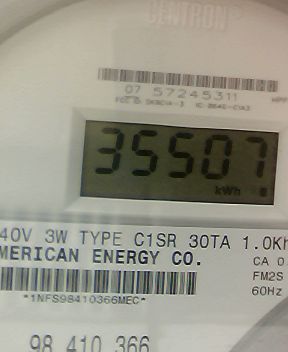 CENTRON®
07 57245311
35507
kWh
40V 3W TYPE C1SR 30TA 1.0Kh
MERICAN ENERGY CO.
CA 0.
FM2S
60Hz
*1NFS98410366MEC*
98 410 366